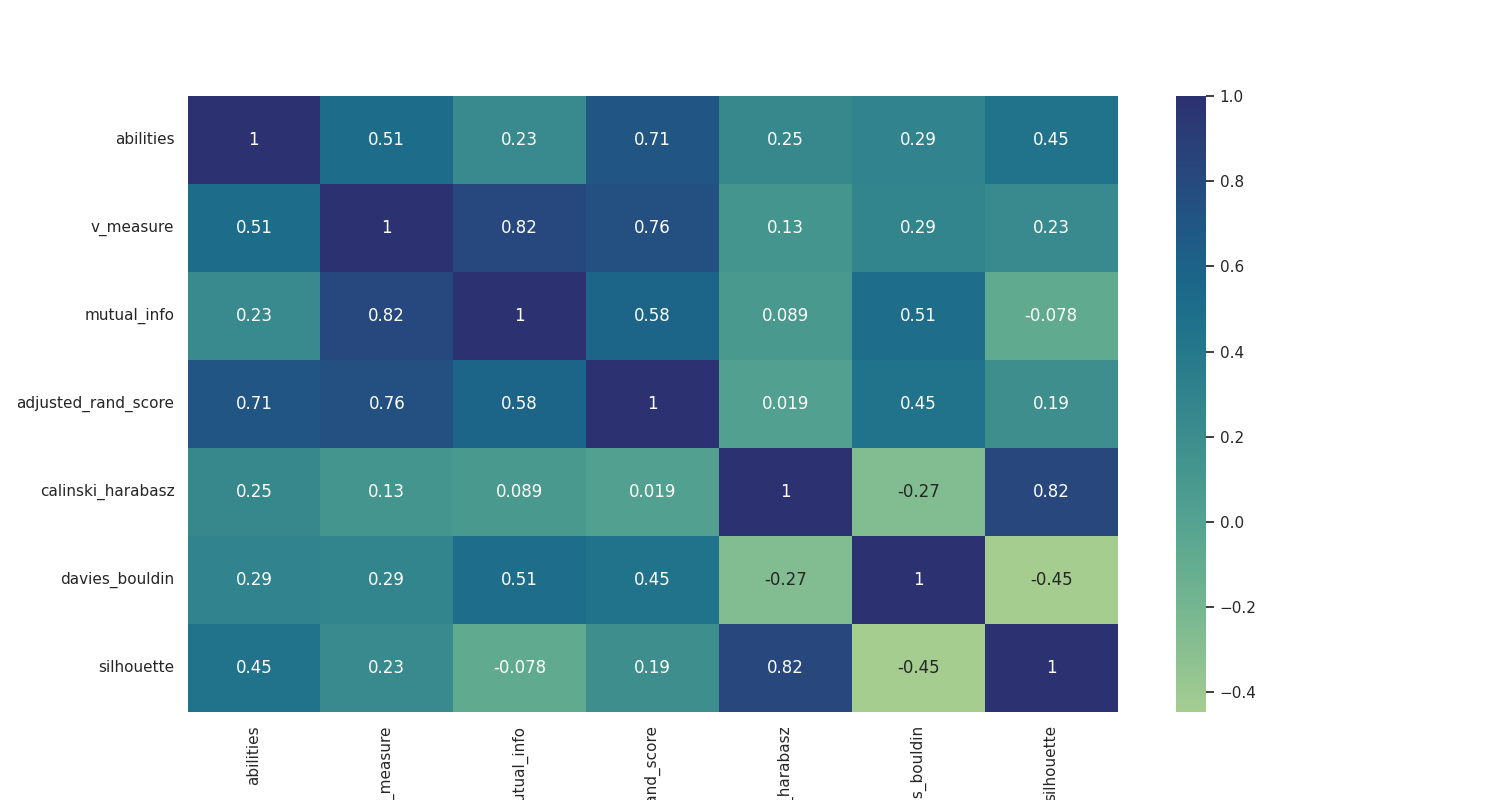 abilities 1 0.51 0.23 0.71 0.25 0.29 0.45
v_measure 0.51 1 0.82 0.76 0.13 0.29 0.23
mutual_info 0.23 0.82 1 0.58 0.089 0.51 -0.078
adjusted_rand_score 0.71 0.76 0.58 1 0.019 0.45 0.19
calinski_harabasz 0.25 0.13 0.089 0.019 1 -0.27 0.82
davies_bouldin 0.29 0.29 0.51 0.45 -0.27 1 -0.45
silhouette 0.45 0.23 -0.078 0.19 0.82 -0.45 1
abilities
_measure
utual_info
and_score
_harabasz
s_bouldin
silhouette
1.0
0.8
0.6
0.4
0.2
0.0
−0.2
−0.4